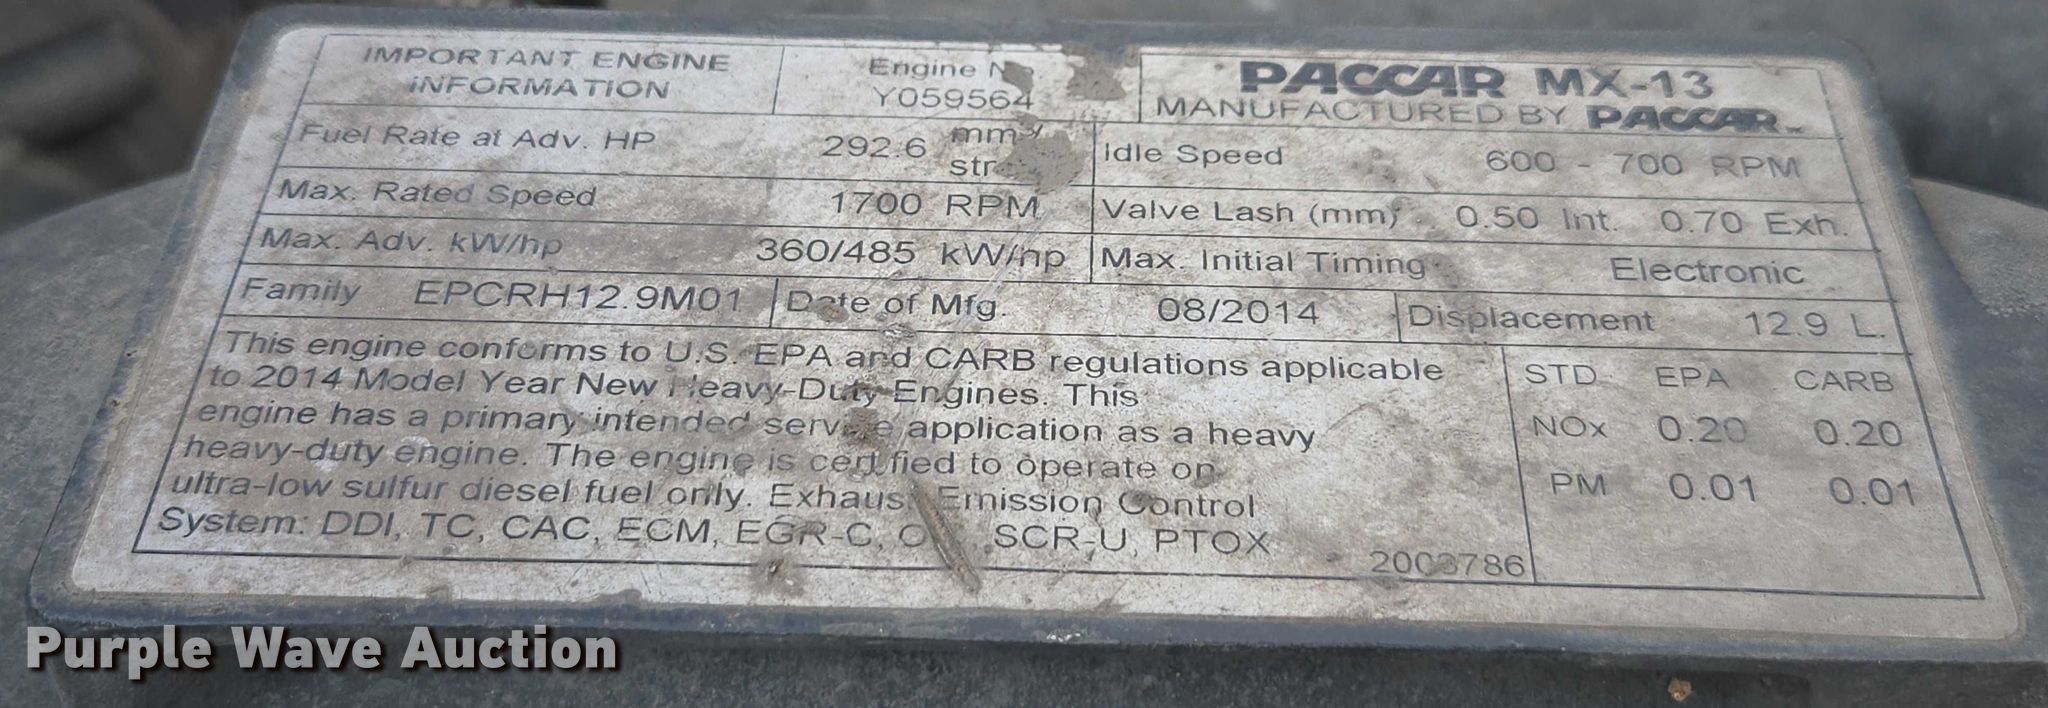 IMPORTANT ENGINE
INFORMATION
Engine
Y059564
PACCAR MX-13
MANUFACTURED BY PACCAR
Fuel Rate at Adv. HP 292.6 mm³/
Idle Speed 600 - 700 RPM
Max. Rated Speed 1700 RPM
Valve Lash (mm) 0.50 Int. 0.70 Exh.
Max. Adv. kW/hp 360/485 kW/hp
Max. Initial Timing Electronic
Family EPCRH12.9M01
Date of Mfg. 08/2014
Displacement 12.9 L.
This engine conforms to U.S. EPA and CARB regulations applicable
to 2014 Model Year New Heavy-Duty Engines. This
engine has a primary intended service application as a heavy
heavy-duty engine. The engine is certified to operate on
ultra-low sulfur diesel fuel only. Exhaust Emission Control
System: DDI, TC, CAC, ECM, EGR-C, SCR-U, PTOX
2003786
STD EPA CARB
NOx 0.20 0.20
PM 0.01 0.01
Purple Wave Auction